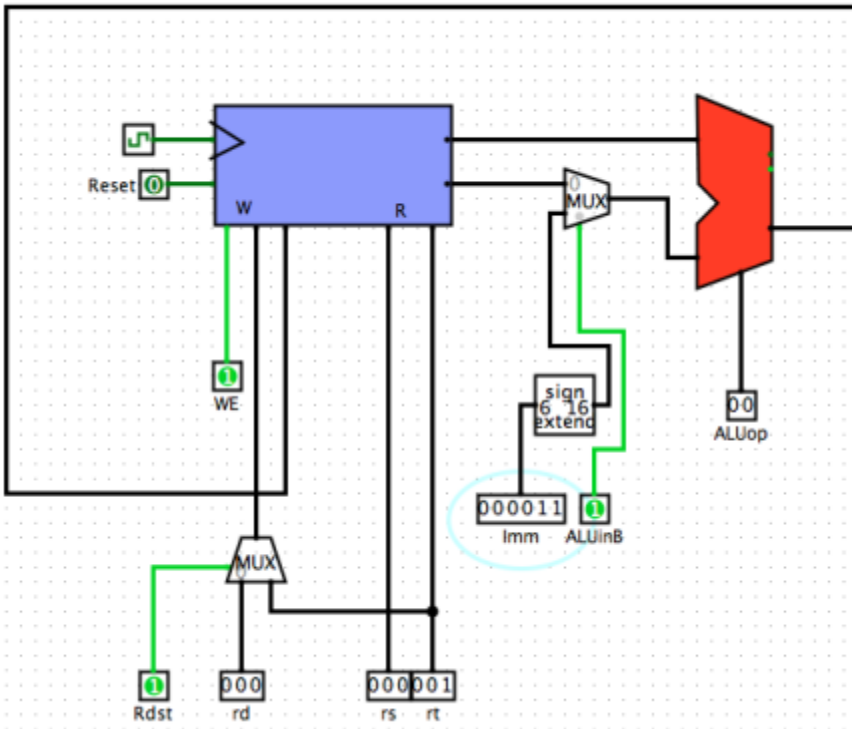 Reset 0
W R
0
MUX
1
WE
sign
6 16
extend
00
ALUop
000011 1
Imm ALUinB
MUX
0
1 000 000 001
Rdst rd rs rt